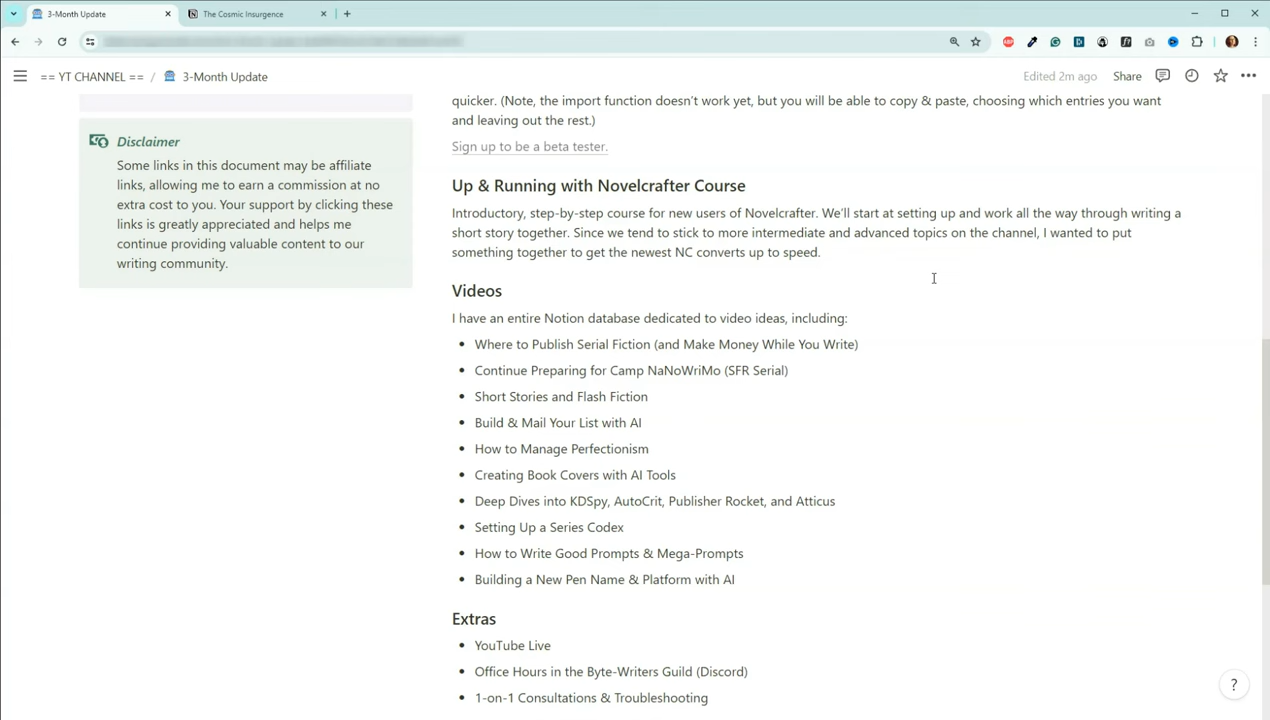 3-Month Update
The Cosmic Insurgence
== YT CHANNEL == / 3-Month Update
Edited 2m ago
Share
Disclaimer
Some links in this document may be affiliate
links, allowing me to earn a commission at no
extra cost to you. Your support by clicking these
links is greatly appreciated and helps me
continue providing valuable content to our
writing community.
quicker. (Note, the import function doesn't work yet, but you will be able to copy & paste, choosing which entries you want
and leaving out the rest.)
Sign up to be a beta tester.
Up & Running with Novelcrafter Course
Introductory, step-by-step course for new users of Novelcrafter. We'll start at setting up and work all the way through writing a
short story together. Since we tend to stick to more intermediate and advanced topics on the channel, I wanted to put
something together to get the newest NC converts up to speed.
Videos
I have an entire Notion database dedicated to video ideas, including:
• Where to Publish Serial Fiction (and Make Money While You Write)
• Continue Preparing for Camp NaNoWriMo (SFR Serial)
• Short Stories and Flash Fiction
• Build & Mail Your List with AI
• How to Manage Perfectionism
• Creating Book Covers with AI Tools
• Deep Dives into KDSpy, AutoCrit, Publisher Rocket, and Atticus
• Setting Up a Series Codex
• How to Write Good Prompts & Mega-Prompts
• Building a New Pen Name & Platform with AI
Extras
• YouTube Live
• Office Hours in the Byte-Writers Guild (Discord)
• 1-on-1 Consultations & Troubleshooting
?